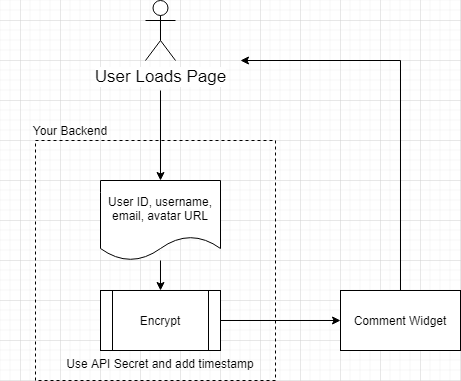 User Loads Page
Your Backend
User ID, username,
email, avatar URL
Encrypt
Comment Widget
Use API Secret and add timestamp